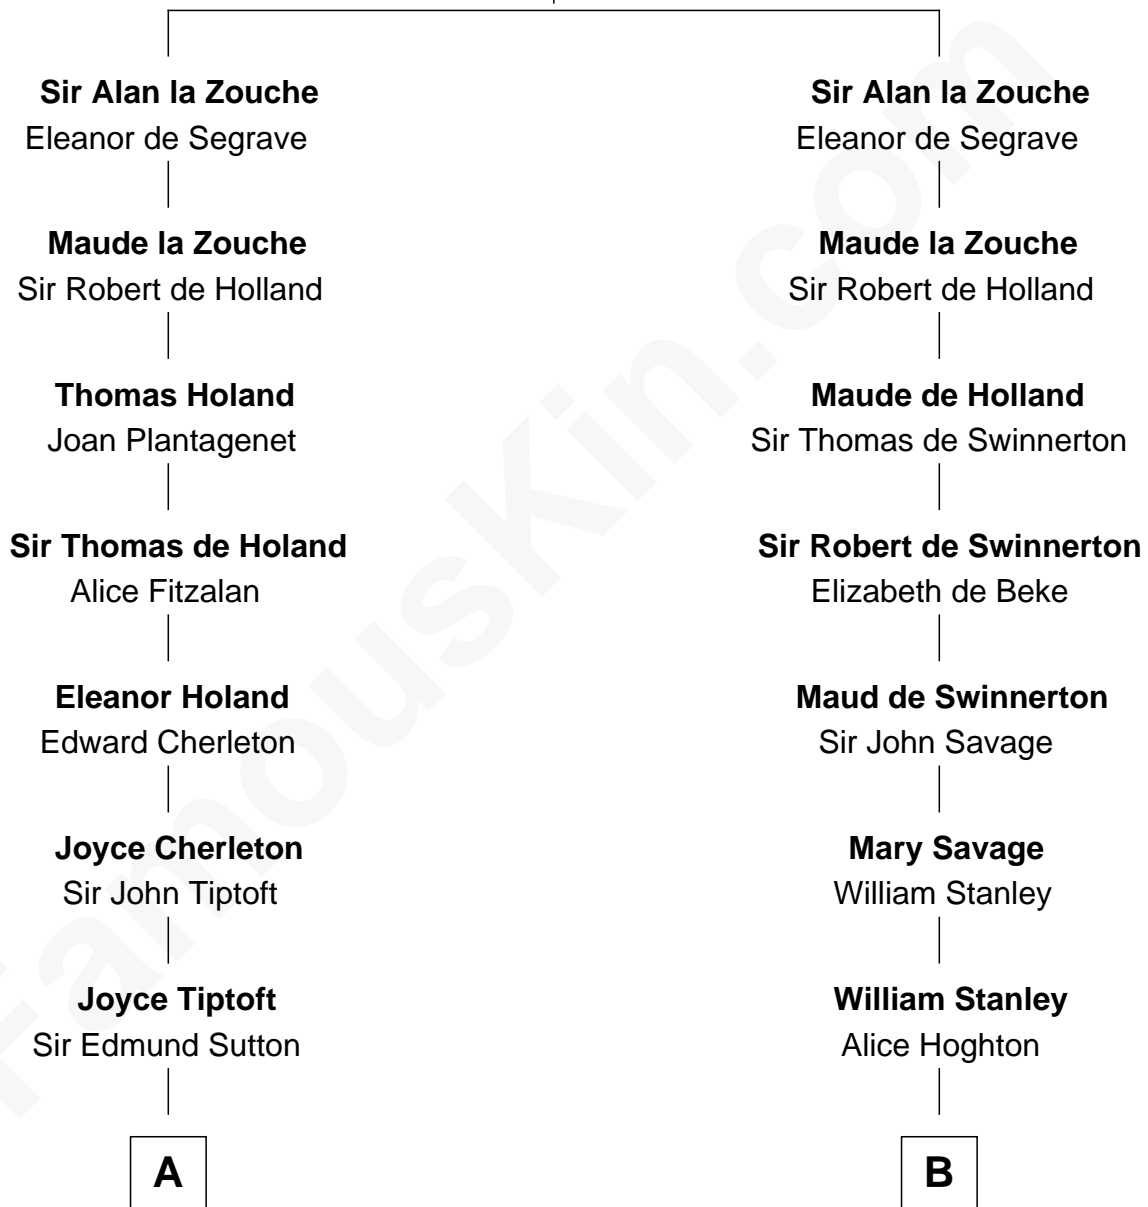 Sir Alan la Zouche
Eleanor de Segrave
Maude la Zouche
Sir Robert de Holland
Thomas Holand
Joan Plantagenet
Sir Thomas de Holand
Alice Fitzalan
Eleanor Holand
Edward Cherleton
Joyce Cherleton
Sir John Tiptoft
Joyce Tiptoft
Sir Edmund Sutton
A
Sir Alan la Zouche
Eleanor de Segrave
Maude la Zouche
Sir Robert de Holland
Maude de Holland
Sir Thomas de Swinnerton
Sir Robert de Swinnerton
Elizabeth de Beke
Maud de Swinnerton
Sir John Savage
Mary Savage
William Stanley
William Stanley
Alice Hoghton
B
FamousKin.com